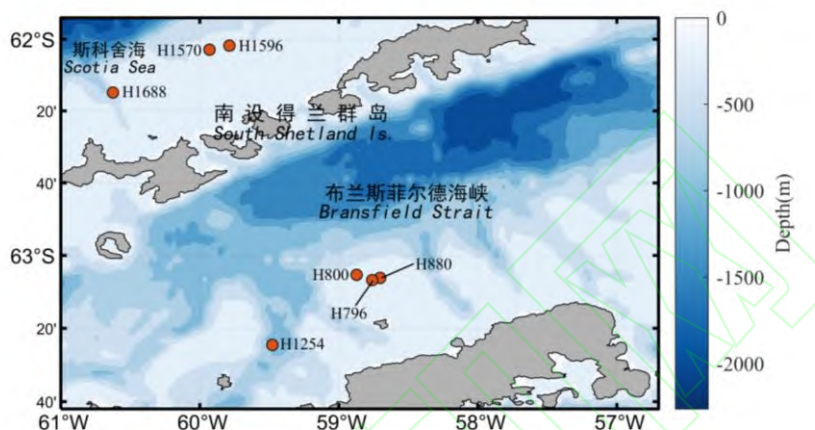 62°S
20'
40'
63°S
20'
40'
61°W
60°W
59°W
58°W
57°W
斯科舍海
Scotia Sea
H1570
H1596
H1688
南设得兰群岛
South Shetland Is.
布兰斯菲尔德海峡
Bransfield Strait
H800
H880
H796
H1254
0
-500
-1000
-1500
-2000
Depth(m)